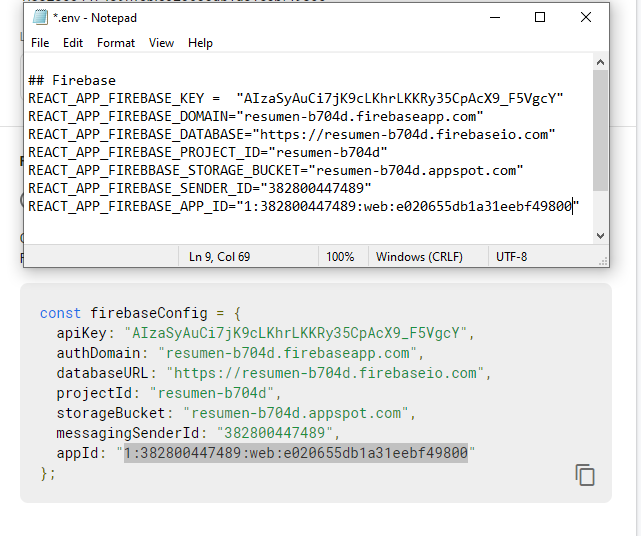 *.env - Notepad
File Edit Format View Help
## Firebase
REACT_APP_FIREBASE_KEY =  "AIzaSyAuCi7jK9cLKhrLKKRy35CpAcX9_F5VgcY"
REACT_APP_FIREBASE_DOMAIN="resumen-b704d.firebaseapp.com"
REACT_APP_FIREBASE_DATABASE="https://resumen-b704d.firebaseio.com"
REACT_APP_FIREBASE_PROJECT_ID="resumen-b704d"
REACT_APP_FIREBBASE_STORAGE_BUCKET="resumen-b704d.appspot.com"
REACT_APP_FIREBASE_SENDER_ID="382800447489"
REACT_APP_FIREBASE_APP_ID="1:382800447489:web:e020655db1a31eebf49800"
Ln 9, Col 69 100% Windows (CRLF) UTF-8
const firebaseConfig = {
apiKey: "AIzaSyAuCi7jK9cLKhrLKKRy35CpAcX9_F5VgcY",
authDomain: "resumen-b704d.firebaseapp.com",
databaseURL: "https://resumen-b704d.firebaseio.com",
projectId: "resumen-b704d",
storageBucket: "resumen-b704d.appspot.com",
messagingSenderId: "382800447489",
appId: "1:382800447489:web:e020655db1a31eebf49800"
};